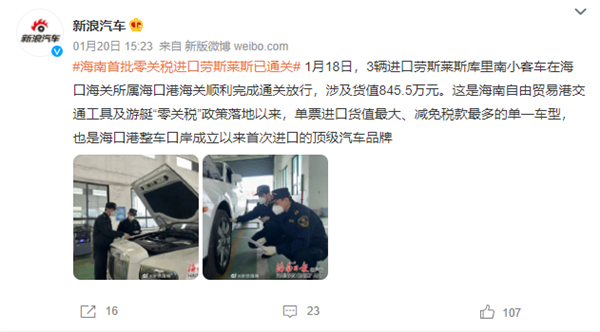 新浪汽车
新浪汽车
01月20日 15:23 来自 新版微博 weibo.com
#海南首批零关税进口劳斯莱斯已通关# 1月18日，3辆进口劳斯莱斯库里南小客车在海
口海关所属海口港海关顺利完成通关放行，涉及货值845.5万元。这是海南自由贸易港交
通工具及游艇“零关税”政策落地以来，单票进口货值最大、减免税款最多的单一车型，
也是海口港整车口岸成立以来首次进口的顶级汽车品牌
海南日报
16
23
107